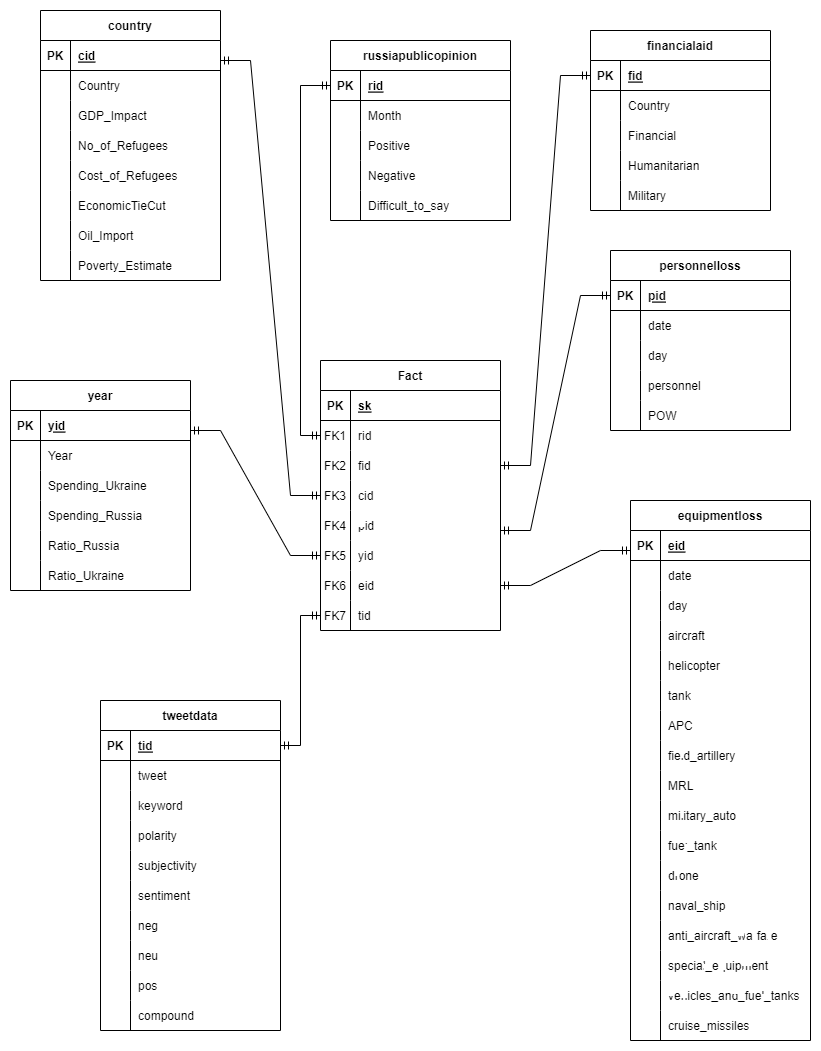 country
PK cid
Country
GDP_Impact
No_of_Refugees
Cost_of_Refugees
EconomicTieCut
Oil_Import
Poverty_Estimate
russiapublicopinion
PK rid
Month
Positive
Negative
Difficult_to_say
financialaid
PK fid
Country
Financial
Humanitarian
Military
personnelloss
PK pid
date
day
personnel
POW
year
PK yid
Year
Spending_Ukraine
Spending_Russia
Ratio_Russia
Ratio_Ukraine
Fact
PK sk
FK1 rid
FK2 fid
FK3 cid
FK4 pid
FK5 yid
FK6 eid
FK7 tid
equipmentloss
PK eid
date
day
aircraft
helicopter
tank
APC
field_artillery
MRL
military_auto
fuel_tank
drone
naval_ship
anti_aircraft_warfare
special_equipment
vehicles_and_fuel_tanks
cruise_missiles
tweetdata
PK tid
tweet
keyword
polarity
subjectivity
sentiment
neg
neu
pos
compound